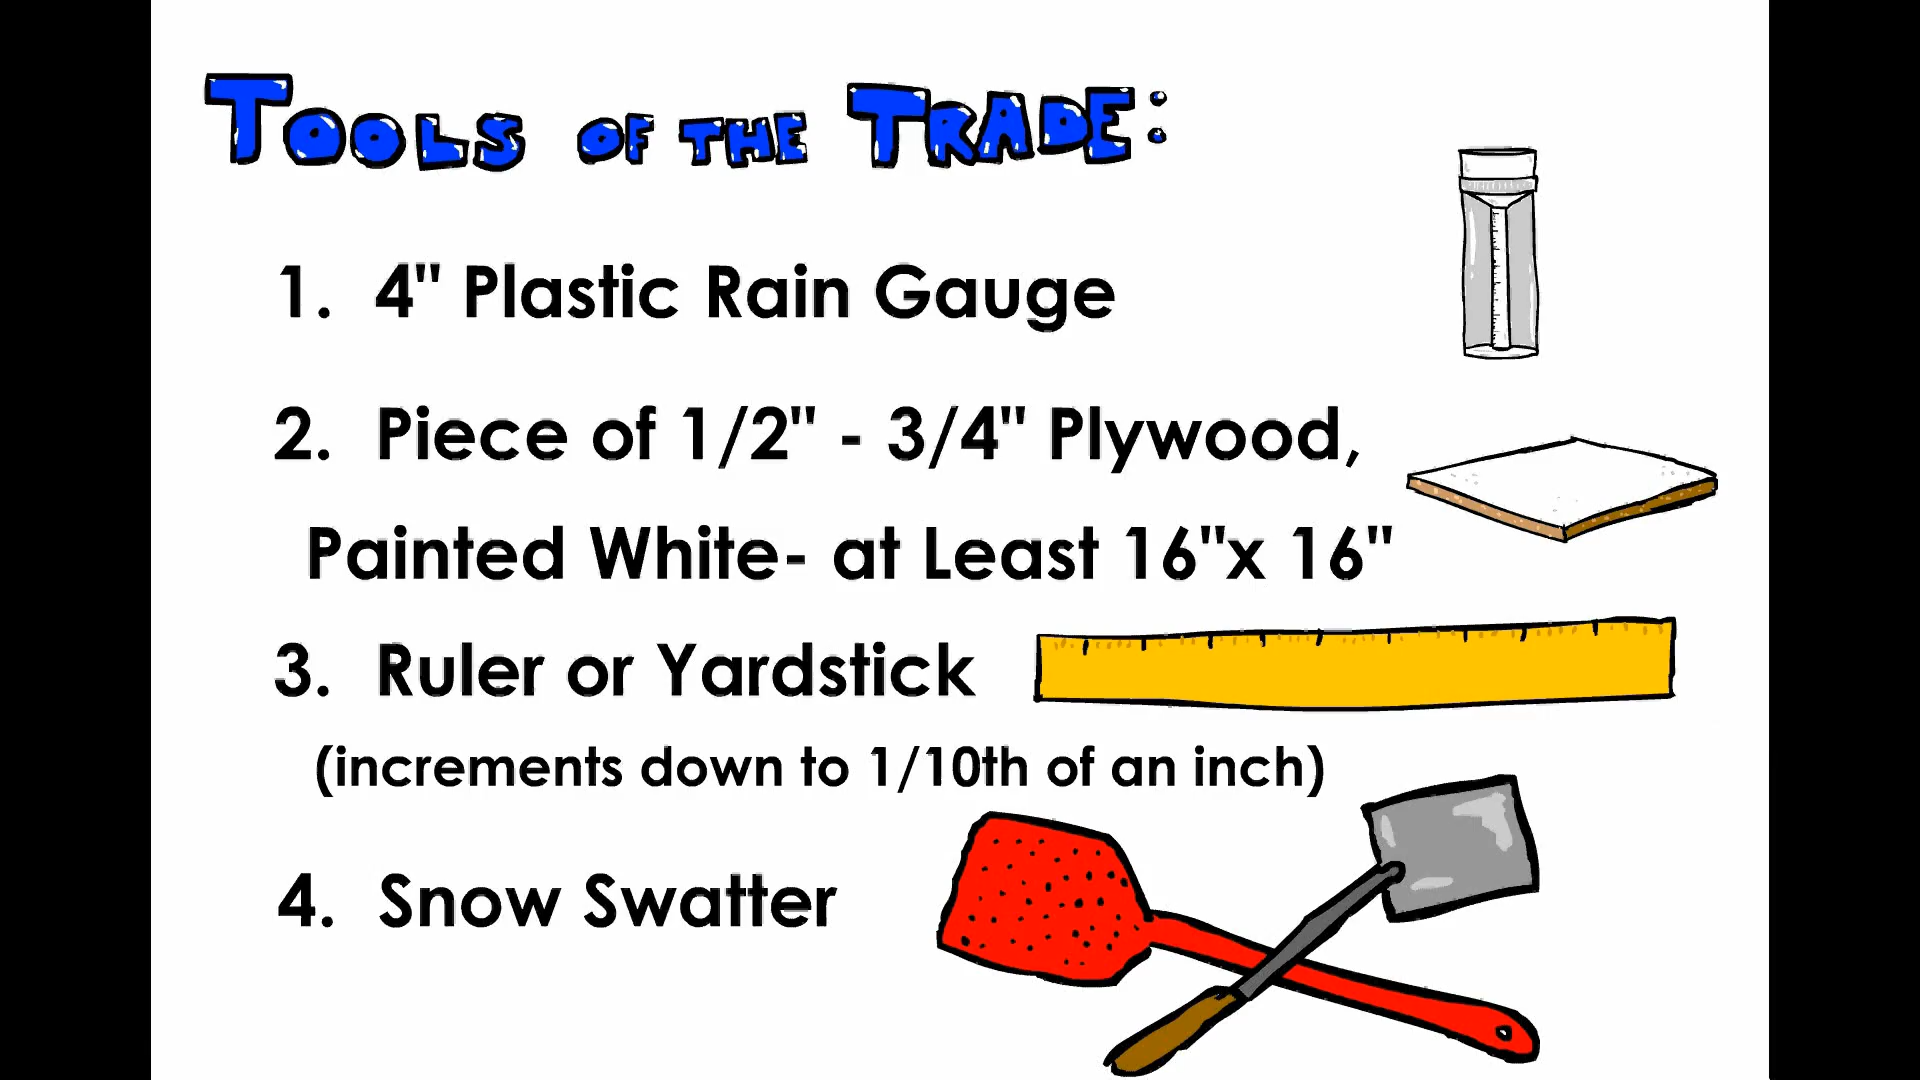 Tools of the Trade:
1. 4" Plastic Rain Gauge
2. Piece of 1/2" - 3/4" Plywood,
Painted White- at Least 16"x 16"
3. Ruler or Yardstick
(increments down to 1/10th of an inch)
4. Snow Swatter